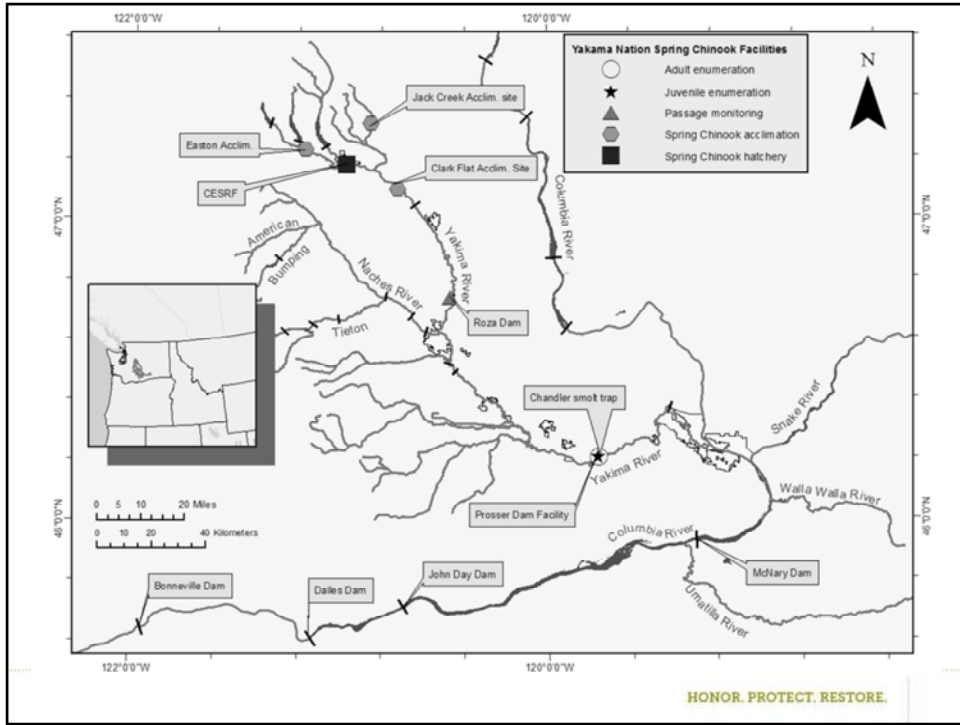 122°0'0"W
120°0'0"W
Yakama Nation Spring Chinook Facilities
Adult enumeration
Juvenile enumeration
Passage monitoring
Spring Chinook acclimation
Spring Chinook hatchery
N
Jack Creek Acclim. site
Easton Acclim.
CESRF
Clark Flat Acclim. Site
47°0'0"N
47°0'0"N
American
Bumping
Naches River
Tieton
Yakima River
Columbia River
Roza Dam
Chandler smolt trap
Snake River
Yakima River
Walla Walla River
Prosser Dam Facility
46°0'0"N
46°0'0"N
0 5 10 20 Miles
0 10 20 40 Kilometers
Columbia River
McNary Dam
Umatilla River
John Day Dam
Dalles Dam
Bonneville Dam
122°0'0"W
120°0'0"W
HONOR. PROTECT. RESTORE.